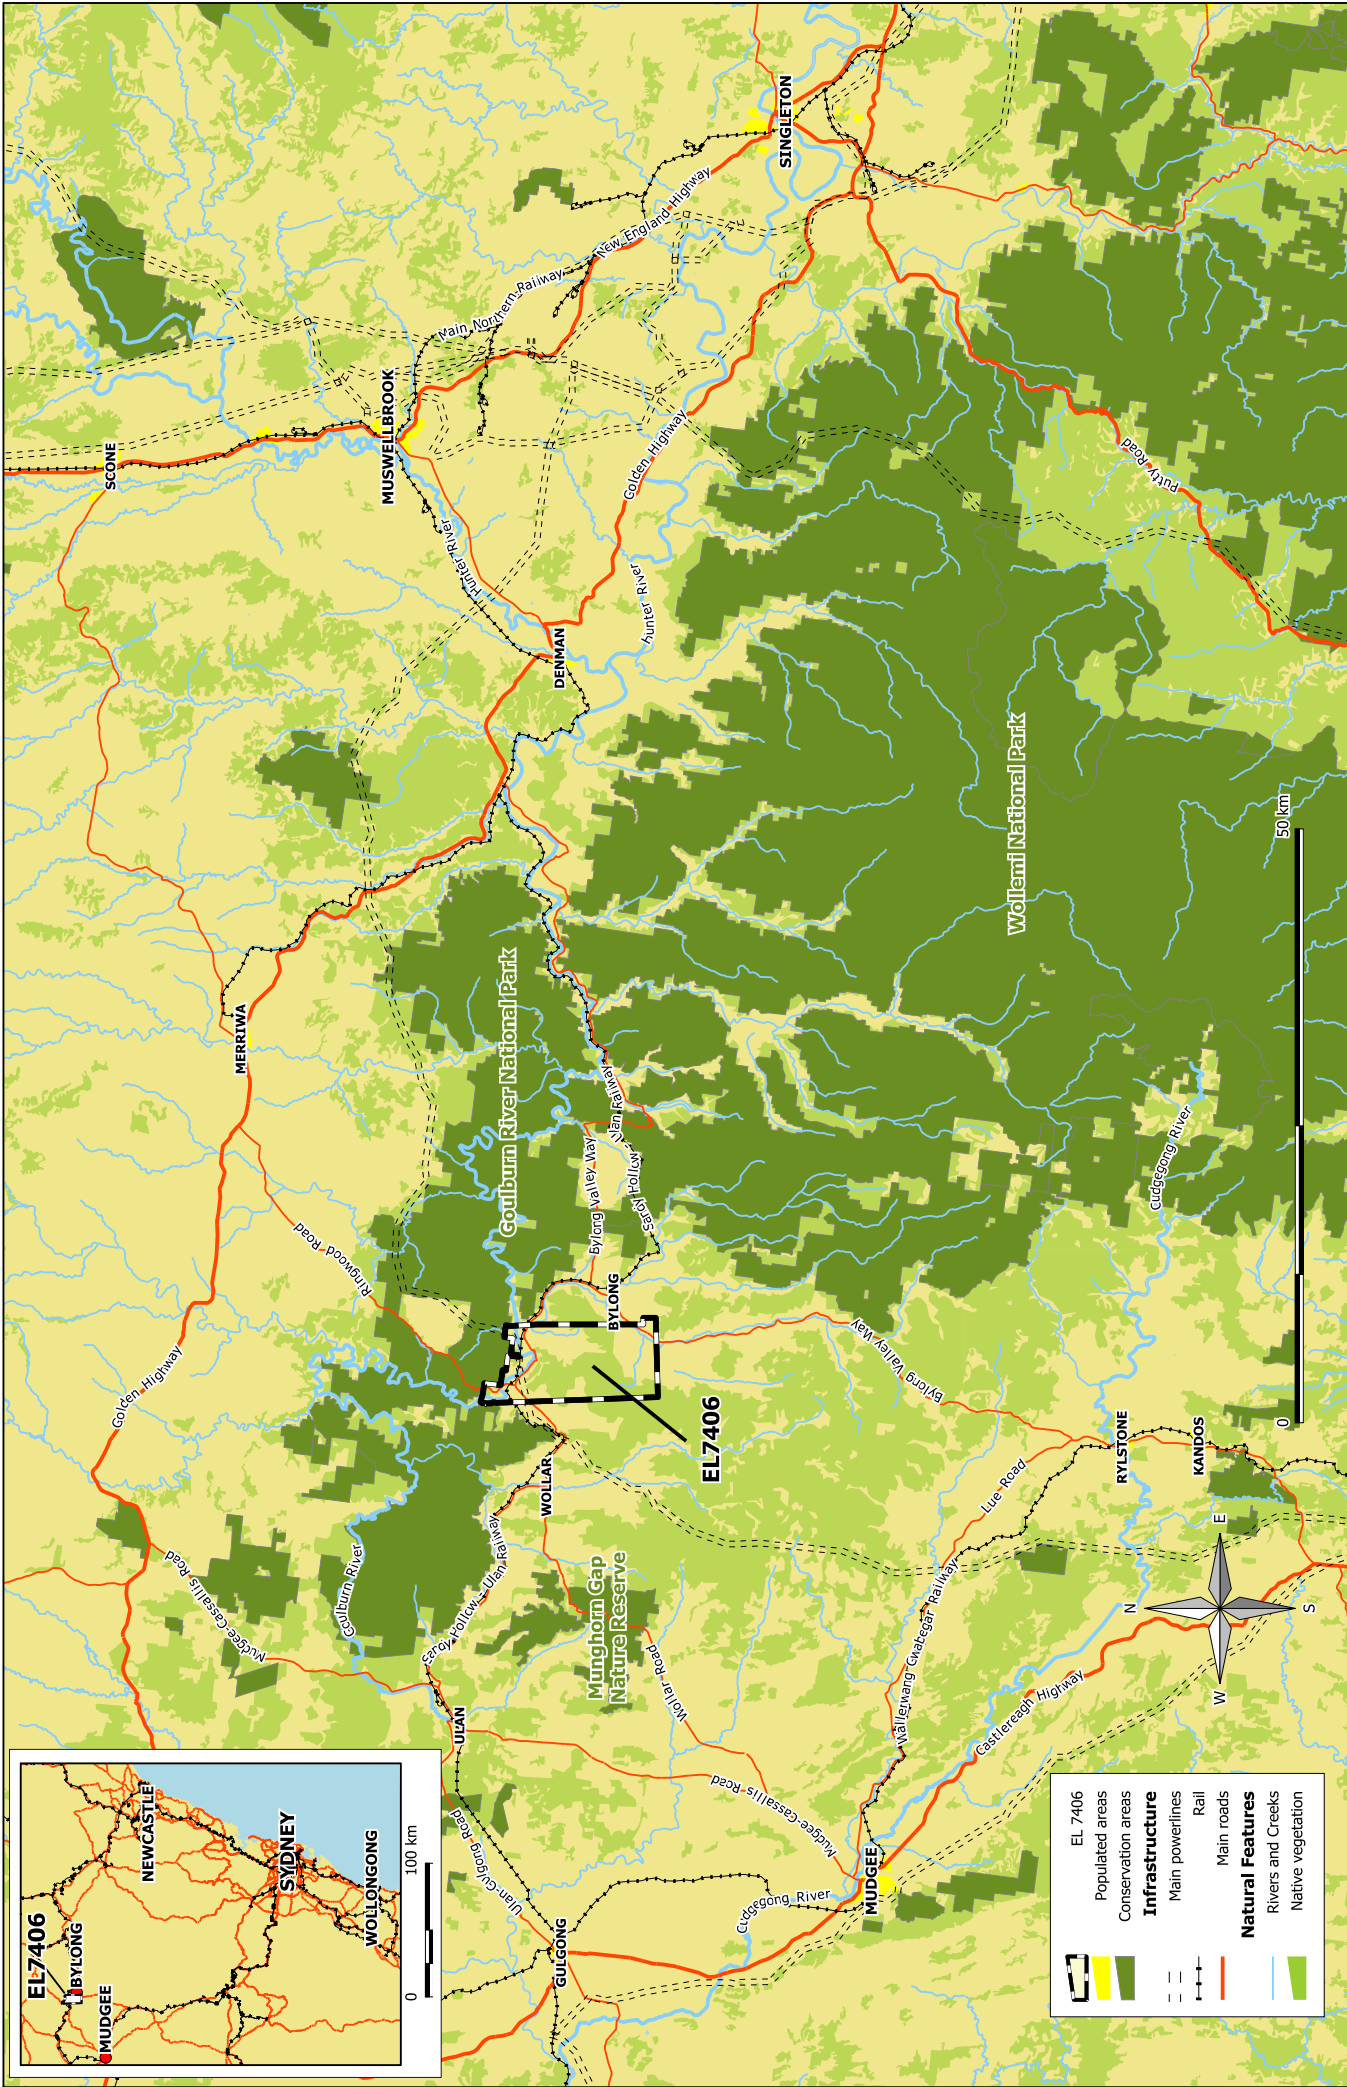 EL7406
BYLONG
MUDGEE
NEWCASTLE
SYDNEY
WOLLONGONG
0
100 km
SCONE
MUSWELLBROOK
SINGLETON
DENMAN
MERRIWA
BYLONG
WOLLAR
ULAN
GULGONG
MUDGEE
RYLSTONE
KANDOS
EL7406
Golden Highway
Ringwood Road
Mudgee-Cassallis Road
Goulburn River
Sandy Hollow - Ulan Railway
Ulan-Gulgong Road
Munghorn Gap
Nature Reserve
Wollar Road
Mudgee-Cassallis Road
Cudgegong River
Castlereagh Highway
Wallerwang Gwabegar Railway
Lue Road
Bylong Valley Way
Goulburn River National Park
Bylong Valley Way
Sandy Hollow - Ulan Railway
Wollemi National Park
Cudgegong River
Hunter River
Hunter River
Golden Highway
Main Northern Railway
New England Highway
Putty Road
N
E
S
W
0
50 km
EL 7406
Populated areas
Conservation areas
Infrastructure
Main powerlines
Rail
Main roads
Natural Features
Rivers and Creeks
Native vegetation